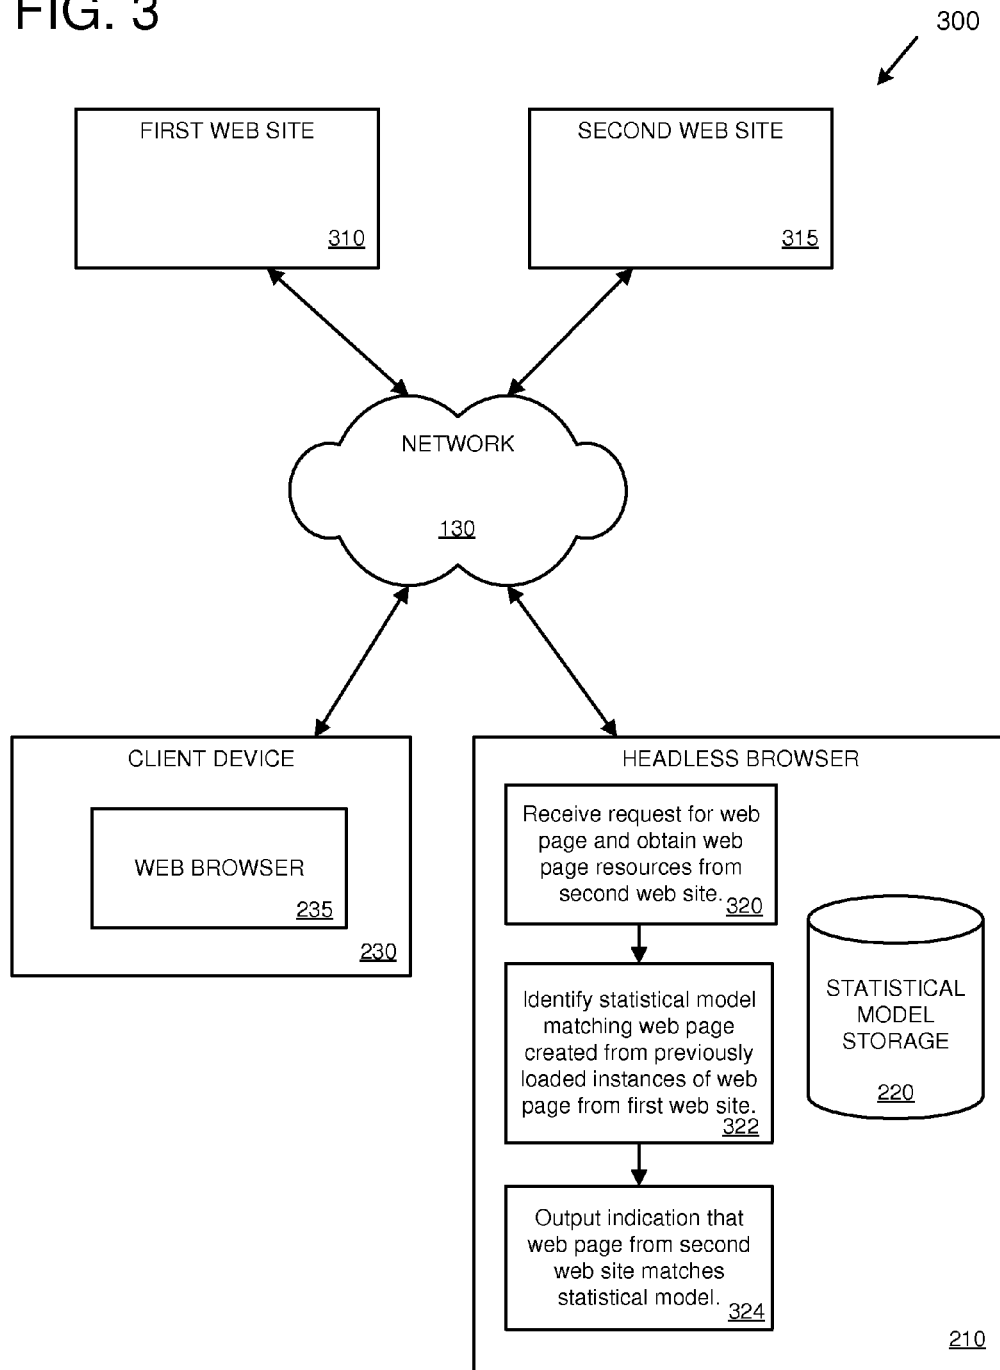 FIG. 3
300
FIRST WEB SITE
310
SECOND WEB SITE
315
NETWORK
130
CLIENT DEVICE
WEB BROWSER
235
230
HEADLESS BROWSER
Receive request for web
page and obtain web
page resources from
second web site.
320
Identify statistical model
matching web page
created from previously
loaded instances of web
page from first web site.
322
Output indication that
web page from second
web site matches
statistical model.
324
STATISTICAL
MODEL
STORAGE
220
210